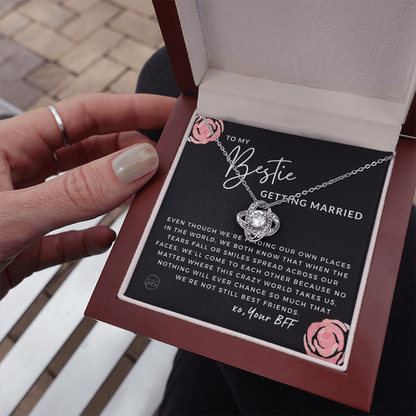 TO MY
Bestie
GETTING MARRIED
EVEN THOUGH WE'RE GOING OUR OWN PLACES
IN THE WORLD, WE BOTH KNOW THAT WHEN THE
TEARS FALL OR SMILES SPREAD ACROSS OUR
FACES, WE'LL COME TO EACH OTHER BECAUSE NO
MATTER WHERE THIS CRAZY WORLD TAKES US,
NOTHING WILL EVER CHANGE SO MUCH THAT
WE'RE NOT STILL BEST FRIENDS.
xo, Your BFF